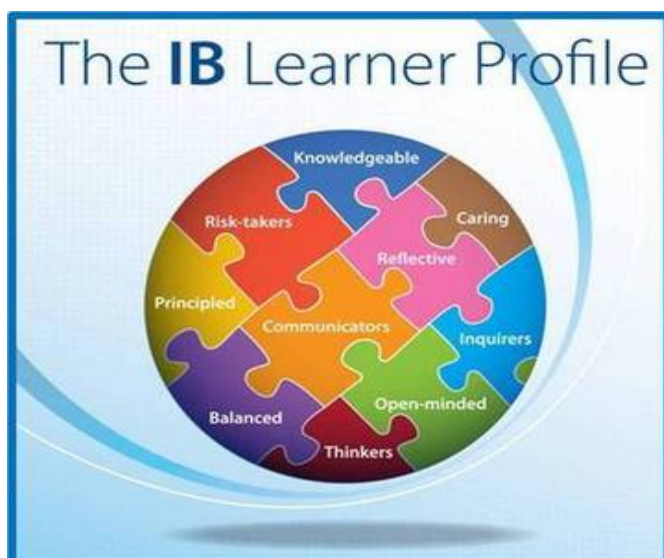 The IB Learner Profile
Knowledgeable
Risk-takers
Caring
Reflective
Principled
Communicators
Inquirers
Balanced
Open-minded
Thinkers